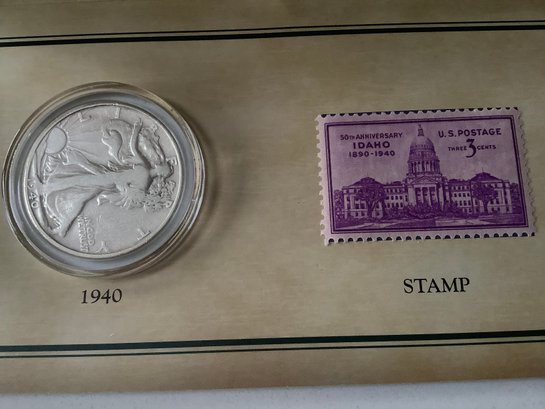 50TH ANNIVERSARY
IDAHO
1890-1940
U.S. POSTAGE
THREE 3 CENTS
1940
STAMP